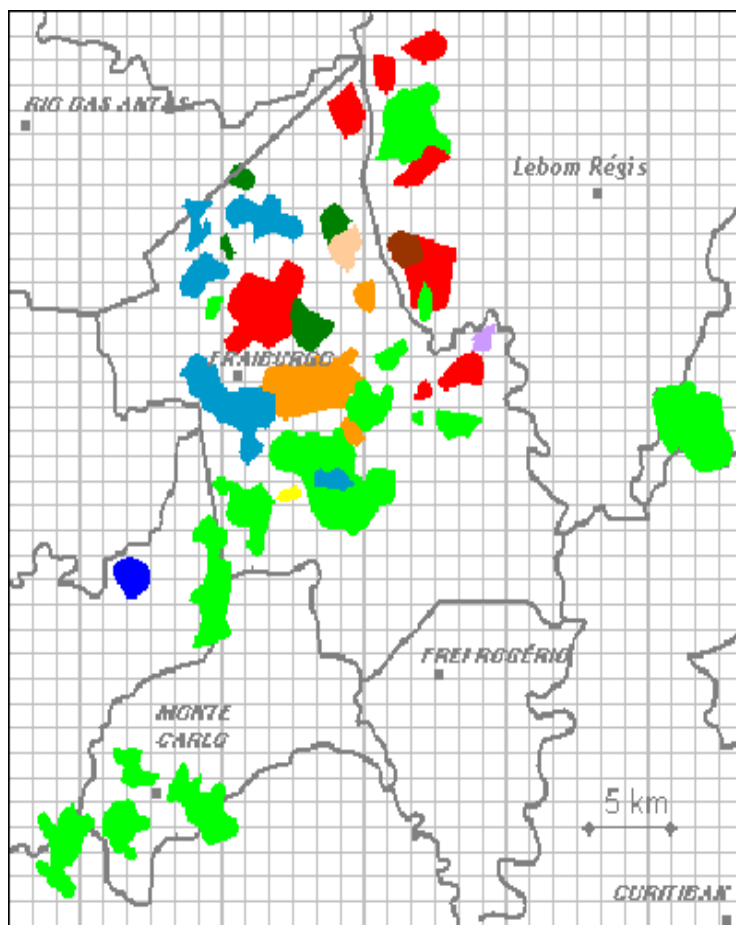 RIO DAS ANTAS
Lebom Régis
FRAIBURGO
FREI ROGÉRIO
MONTE
CARLO
5 km
CURITIBAN